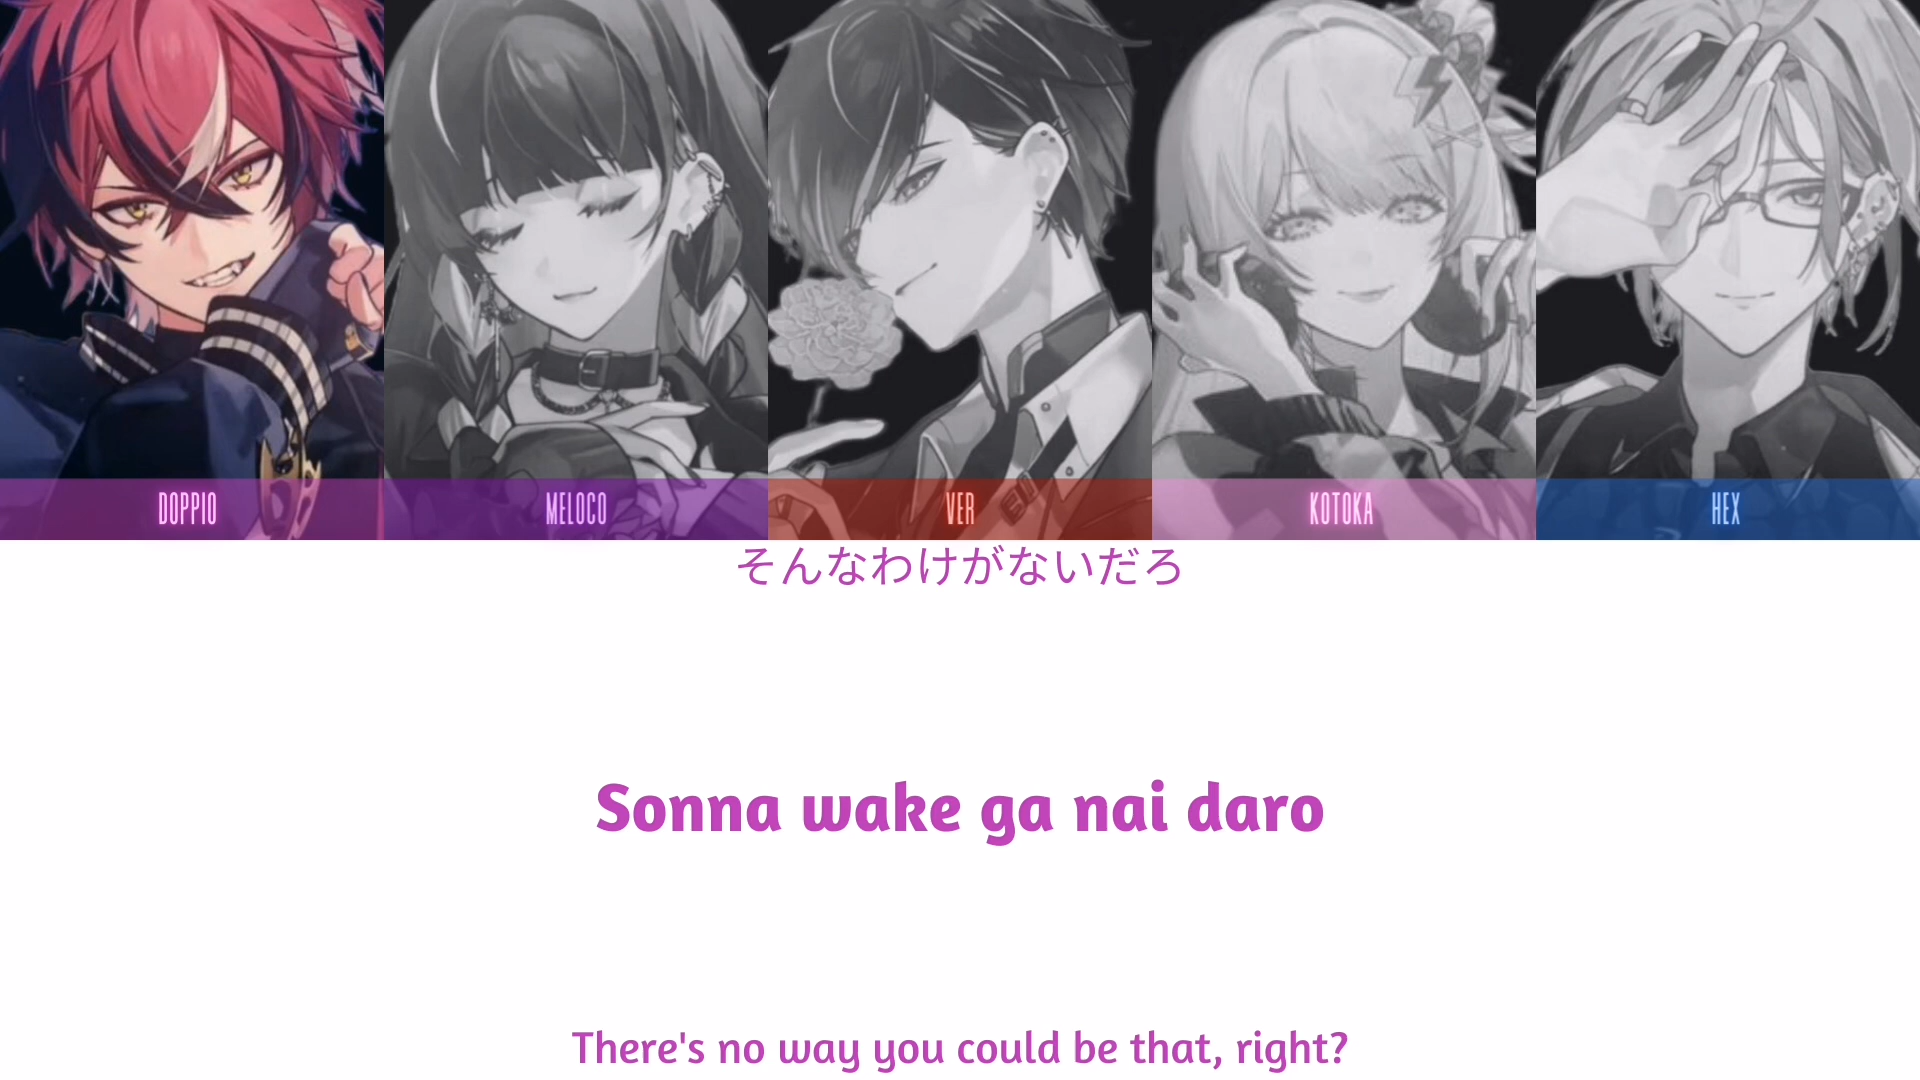 DOPPIO
MELOCO
VER
KOTOKA
HEX
そんなわけがないだろ
Sonna wake ga nai daro
There's no way you could be that, right?